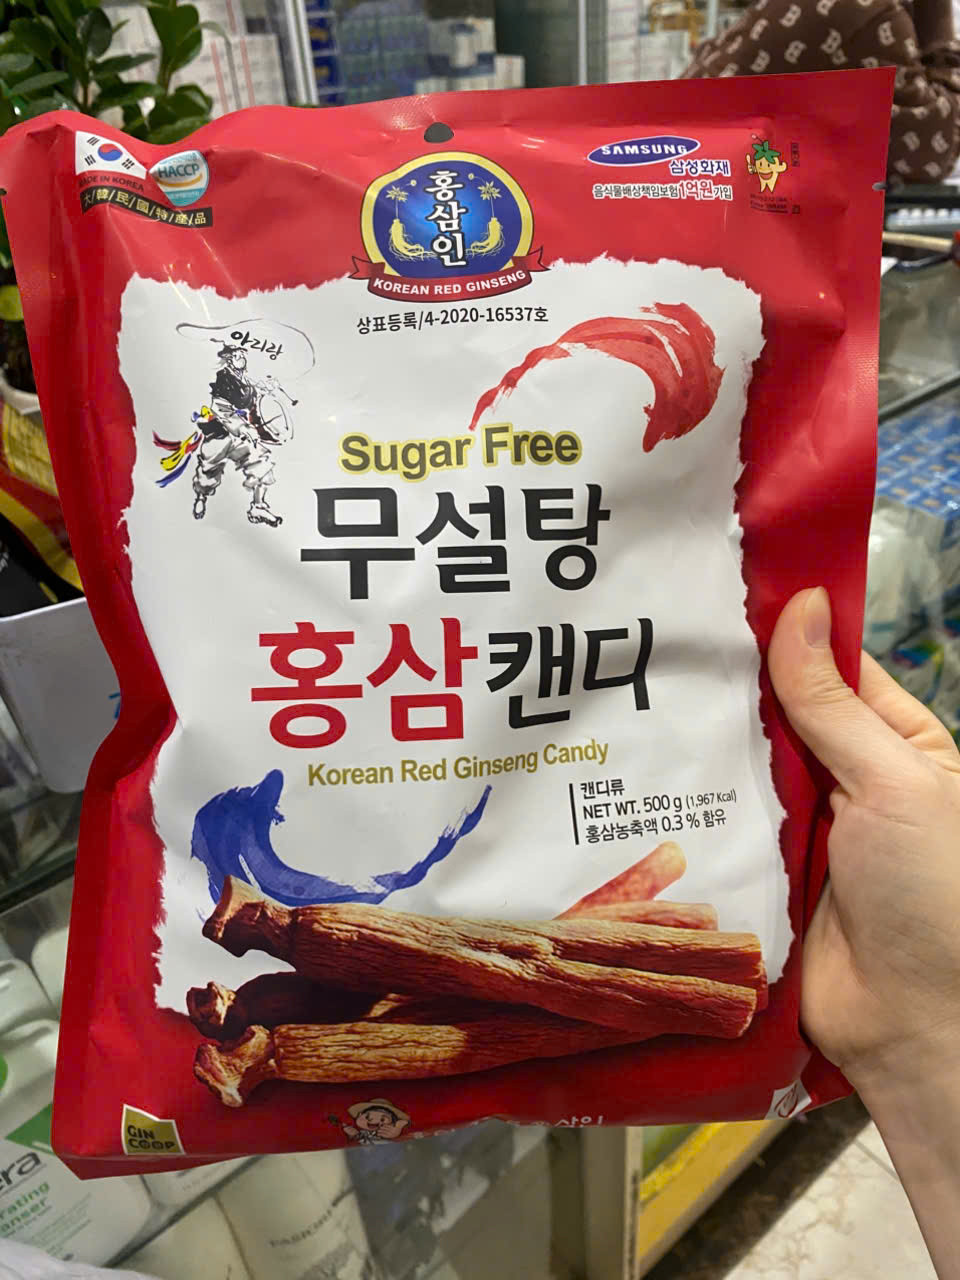 MADE IN KOREA
大/韓/民/國/特/産/品
HACCP
홍삼인
KOREAN RED GINSENG
상표등록/4-2020-16537호
SAMSUNG
삼성화재
음식물배상책임보험1억원가입
아리랑
Sugar Free
무설탕
홍삼캔디
Korean Red Ginseng Candy
캔디류
NET WT. 500 g (1,967 Kcal)
홍삼농축액 0.3 % 함유
GIN
COOP